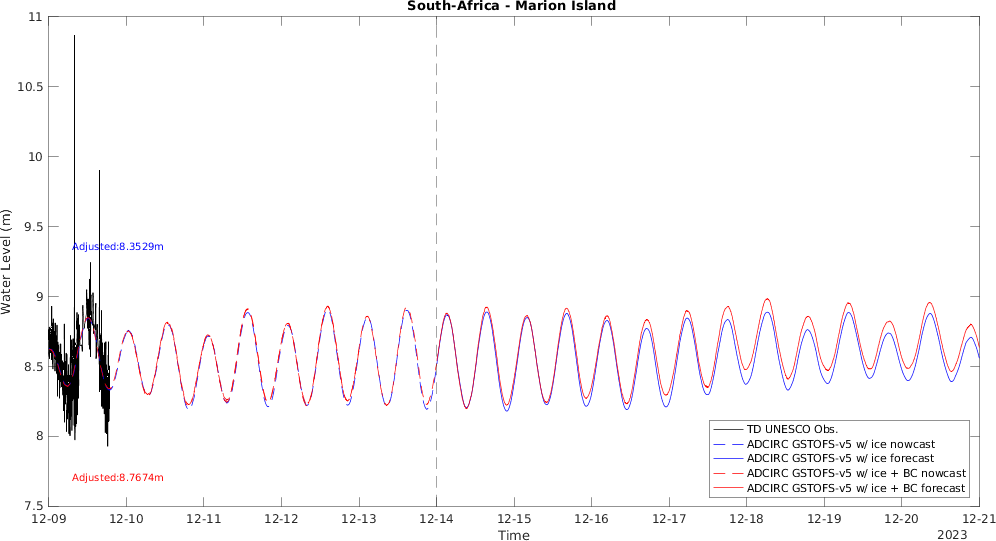 South-Africa - Marion Island
Water Level (m)
11
10.5
10
9.5
9
8.5
8
7.5
Adjusted:8.3529m
Adjusted:8.7674m
TD UNESCO Obs.
ADCIRC GSTOFS-v5 w/ ice nowcast
ADCIRC GSTOFS-v5 w/ ice forecast
ADCIRC GSTOFS-v5 w/ ice + BC nowcast
ADCIRC GSTOFS-v5 w/ ice + BC forecast
12-09 12-10 12-11 12-12 12-13 12-14 12-15 12-16 12-17 12-18 12-19 12-20 12-21
Time
2023